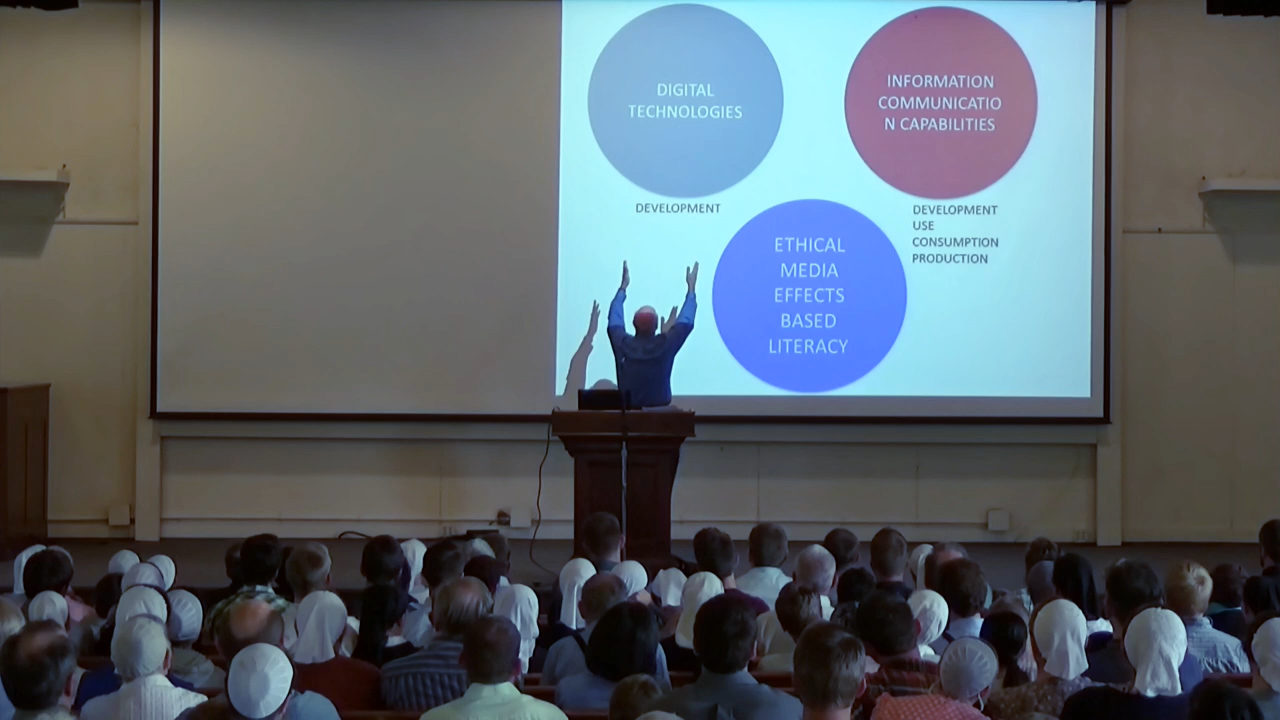 DIGITAL
TECHNOLOGIES
DEVELOPMENT
INFORMATION
COMMUNICATIO
N CAPABILITIES
DEVELOPMENT
USE
CONSUMPTION
PRODUCTION
ETHICAL
MEDIA
EFFECTS
BASED
LITERACY